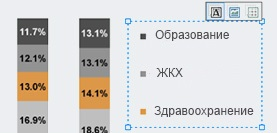 A
11.7% 13.1% Образование
12.1% 13.1% ЖКХ
13.0% 14.1% Здравоохранение
16.9% 18.6%